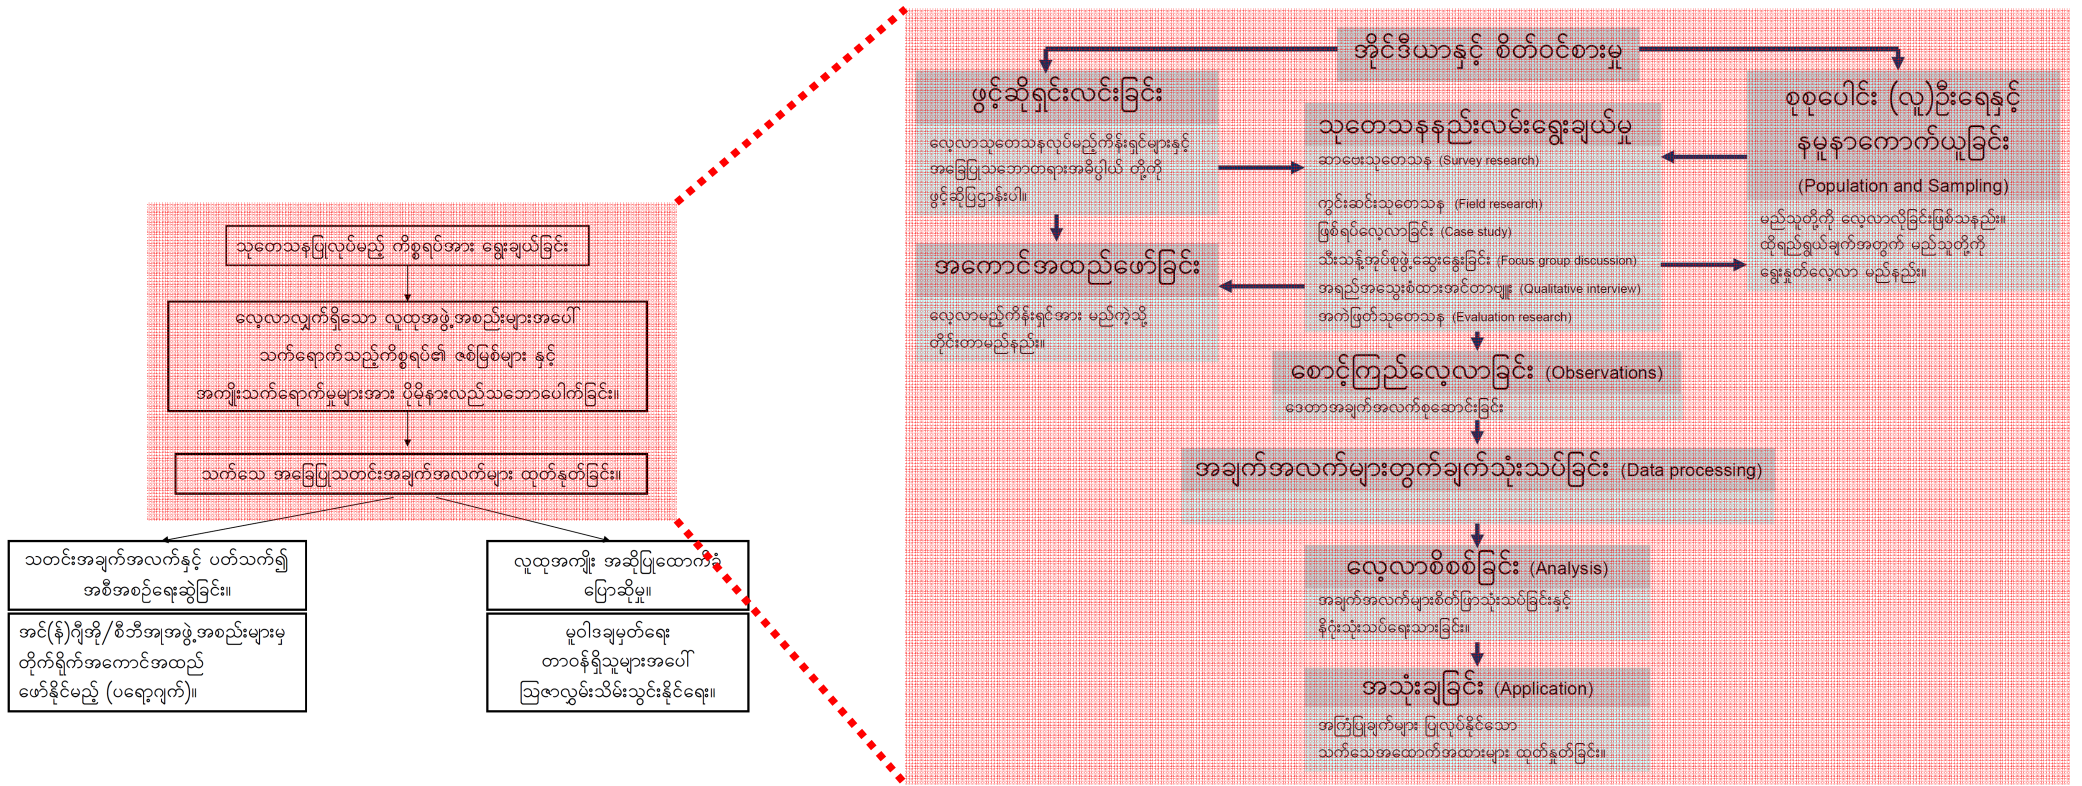 သုတေသနပြုလုပ်မည့် ကိစ္စရပ်အား ရွေးချယ်ခြင်း
လေ့လာလျှက်ရှိသော လူထုအဖွဲ့အစည်းများအပေါ်
သက်ရောက်သည့်ကိစ္စရပ်၏ ဇစ်မြစ်များ နှင့်
အကျိုးသက်ရောက်မှုများအား ပိုမိုနားလည်သဘောပေါက်ခြင်း။
သက်သေ အခြေပြုသတင်းအချက်အလက်များ ထုတ်နုတ်ခြင်း။
သတင်းအချက်အလက်နှင့် ပတ်သက်၍
အစီအစဉ်ရေးဆွဲခြင်း။
အင်(န်)ဂျီအို/စီဘီအျအဖွဲ့အစည်းများမှ
တိုက်ရိုက်အကောင်အထည်
ဖော်နိုင်မည့် (ပရော့ဂျက်)။
လူထုအကျိုး အဆိုပြုထောက်ခံ
ပြောဆိုမှု။
မူဝါဒချမှတ်ရေး
တာဝန်ရှိသူများအပေါ်
ဩဇာလွှမ်းသိမ်းသွင်းနိုင်ရေး။
အိုင်ဒီယာနှင့် စိတ်ဝင်စားမှု
ဖွင့်ဆိုရှင်းလင်းခြင်း
လေ့လာသုတေသနလုပ်မည့်ကိန်းရှင်များနှင့်
အခြေပြုသဘောတရားအဓိပ္ပါယ် တို့ကို
ဖွင့်ဆိုပြဌာန်းပါ။
အကောင်အထည်ဖော်ခြင်း
လေ့လာမည့်ကိန်းရှင်အား မည်ကဲ့သို့
တိုင်းတာမည်နည်း။
သုတေသနနည်းလမ်းရွေးချယ်မှု
ဆာဗေးသုတေသန (Survey research)
ကွင်းဆင်းသုတေသန (Field research)
ဖြစ်ရပ်လေ့လာခြင်း (Case study)
သီးသန့်အုပ်စုဖွဲ့ဆွေးနွေးခြင်း (Focus group discussion)
အရည်အသွေးစံထားအင်တာဗျူး (Qualitative interview)
အကဲဖြတ်သုတေသန (Evaluation research)
စုစုပေါင်း (လူ)ဦးရေနှင့်
နမူနာကောက်ယူခြင်း
(Population and Sampling)
မည်သူတို့ကို လေ့လာလိုခြင်းဖြစ်သနည်း။
ထိုရည်ရွယ်ချက်အတွက် မည်သူတို့ကို
ရွေးနှုတ်လေ့လာ မည်နည်း။
စောင့်ကြည်လေ့လာခြင်း (Observations)
ဒေတာအချက်အလက်စုဆောင်းခြင်း
အချက်အလက်များတွက်ချက်သုံးသပ်ခြင်း (Data processing)
လေ့လာစိစစ်ခြင်း (Analysis)
အချက်အလက်များစိတ်ဖြာသုံးသပ်ခြင်းနှင့်
နိဂုံးသုံးသပ်ရေးသားခြင်း။
အသုံးချခြင်း (Application)
အကြံပြုချက်များ ပြုလုပ်နိုင်သော
သက်သေအထောက်အထားများ ထုတ်နှုတ်ခြင်း။